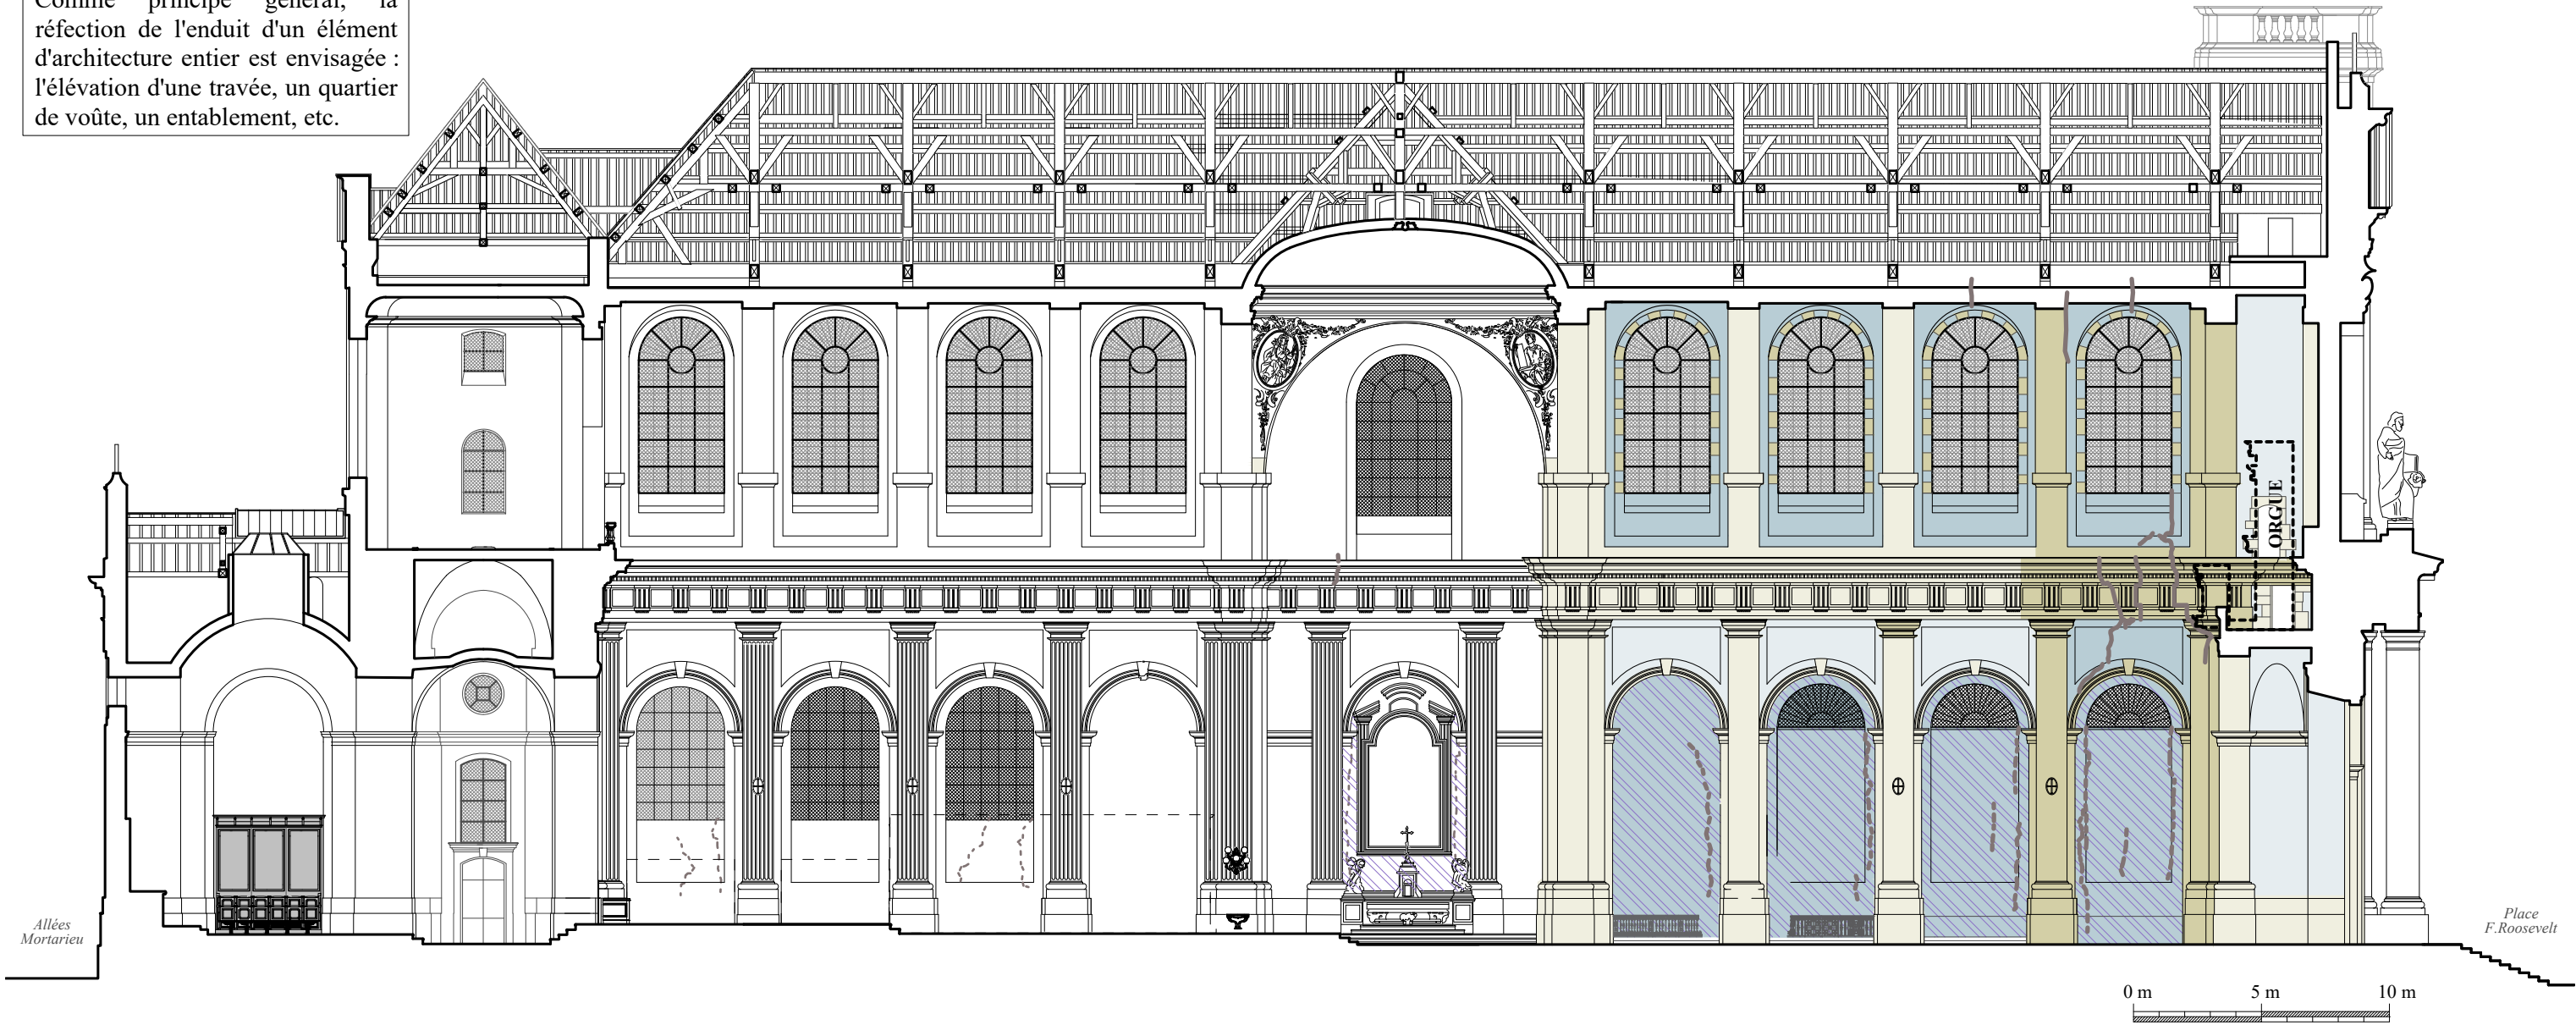 Comme principe général, la
réfection de l'enduit d'un élément
d'architecture entier est envisagée :
l'élévation d'une travée, un quartier
de voûte, un entablement, etc.
ORGUE
Allées
Mortarieu
Place
F.Roosevelt
0 m 5 m 10 m